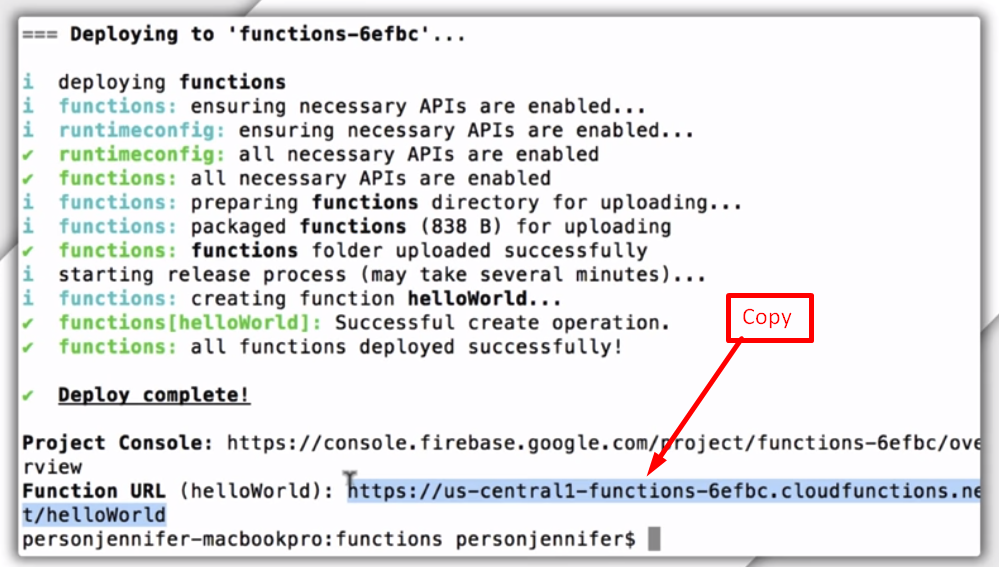 === Deploying to 'functions-6efbc'...
i deploying functions
i functions: ensuring necessary APIs are enabled...
i runtimeconfig: ensuring necessary APIs are enabled...
✔ runtimeconfig: all necessary APIs are enabled
✔ functions: all necessary APIs are enabled
i functions: preparing functions directory for uploading...
i functions: packaged functions (838 B) for uploading
✔ functions: functions folder uploaded successfully
i starting release process (may take several minutes)...
i functions: creating function helloWorld...
✔ functions[helloWorld]: Successful create operation.
Copy
✔ functions: all functions deployed successfully!
✔ Deploy complete!
Project Console: https://console.firebase.google.com/project/functions-6efbc/ove
rview
Function URL (helloWorld): https://us-central1-functions-6efbc.cloudfunctions.ne
t/helloWorld
personjennifer-macbookpro:functions personjennifer$